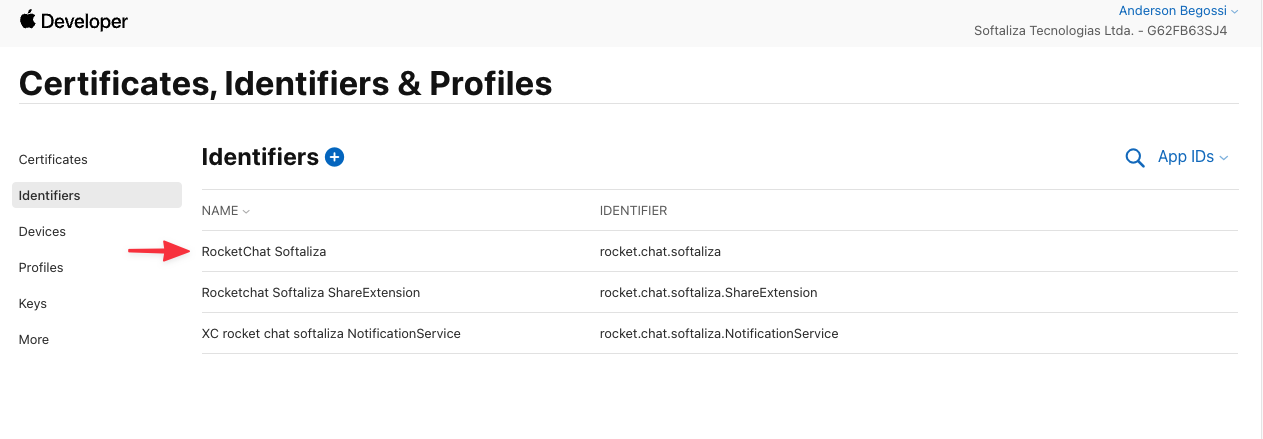 Developer
Anderson Begossi
Softaliza Tecnologias Ltda. - G62FB63SJ4
Certificates, Identifiers & Profiles
Certificates
Identifiers
Devices
Profiles
Keys
More
Identifiers
App IDs
NAME IDENTIFIER
RocketChat Softaliza rocket.chat.softaliza
Rocketchat Softaliza ShareExtension rocket.chat.softaliza.ShareExtension
XC rocket chat softaliza NotificationService rocket.chat.softaliza.NotificationService